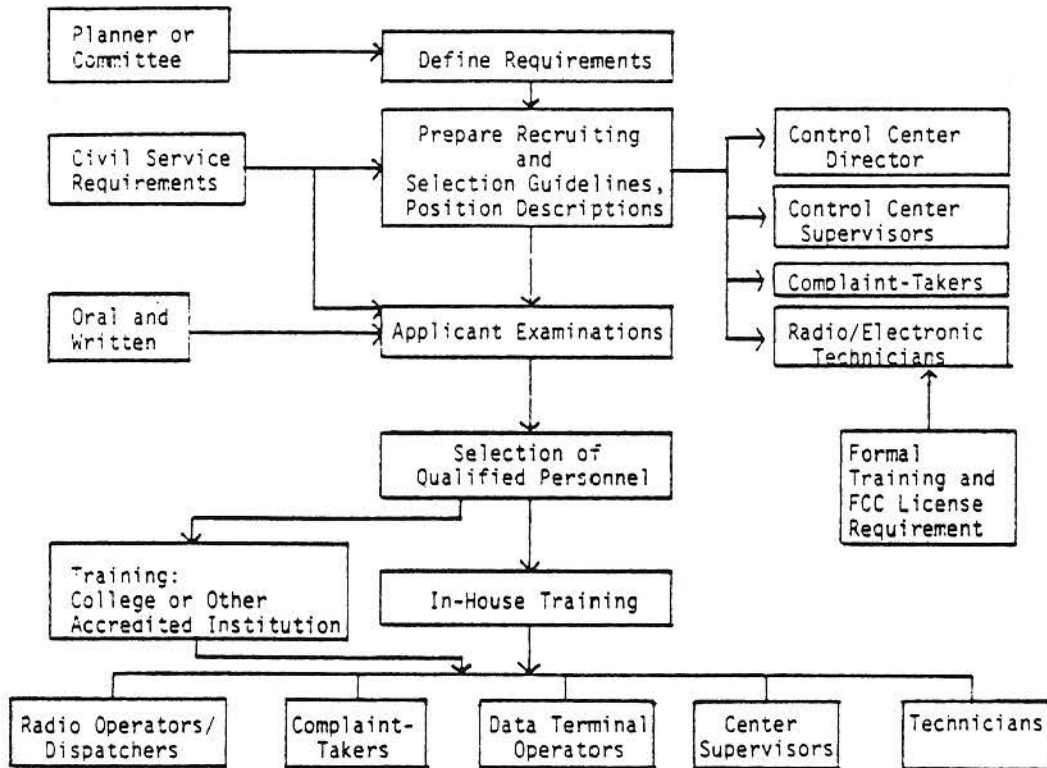 Planner or
Committee
Define Requirements
Civil Service
Requirements
Prepare Recruiting
and
Selection Guidelines,
Position Descriptions
Control Center
Director
Control Center
Supervisors
Complaint-Takers
Radio/Electronic
Technicians
Oral and
Written
Applicant Examinations
Selection of
Qualified Personnel
Formal
Training and
FCC License
Requirement
Training:
College or Other
Accredited Institution
In-House Training
Radio Operators/
Dispatchers
Complaint-
Takers
Data Terminal
Operators
Center
Supervisors
Technicians